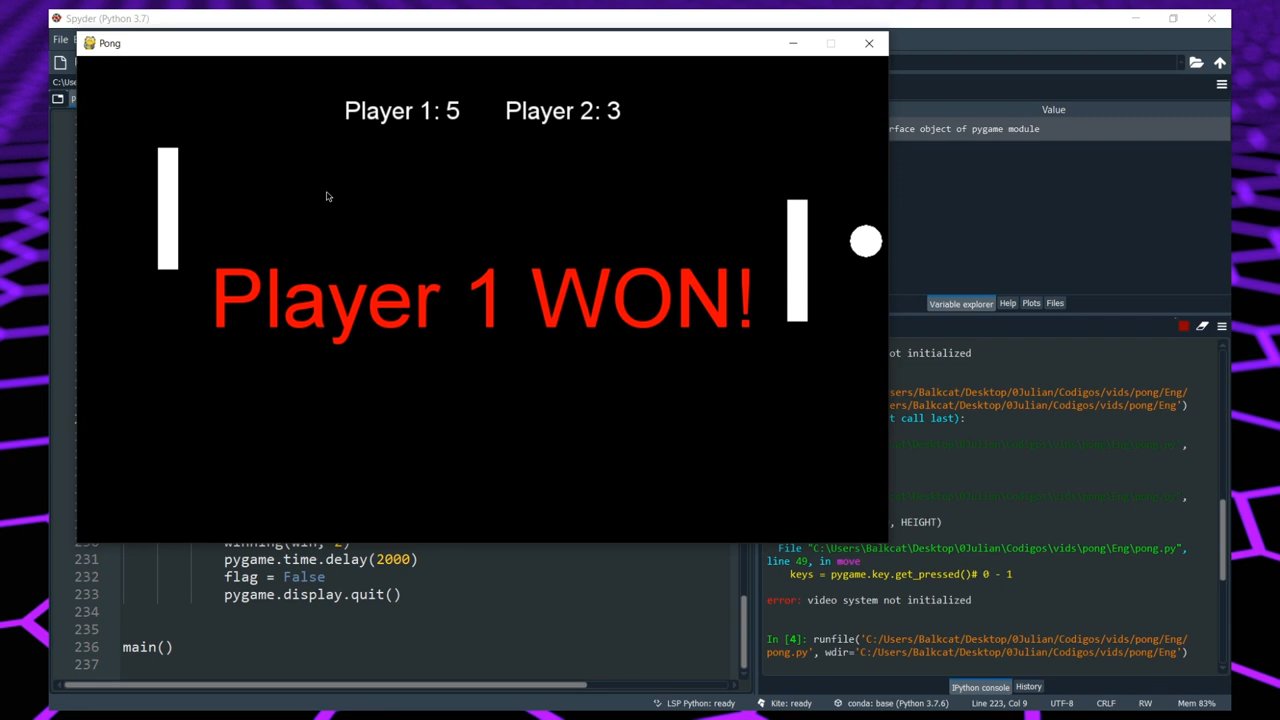 Spyder (Python 3.7)
File
Pong
C:\Use
Player 1: 5 Player 2: 3
Player 1 WON!
Value
rface object of pygame module
Variable explorer Help Plots Files
ot initialized
sers/Balkcat/Desktop/0Julian/Codigos/vids/pong/Eng/
ers/Balkcat/Desktop/0Julian/Codigos/vids/pong/Eng')
t call last):
, HEIGHT)
File "C:\Users\Balkcat\Desktop\0Julian\Codigos\vids\pong\Eng\pong.py",
line 49, in move
keys = pygame.key.get_pressed()# 0 - 1
error: video system not initialized
In [4]: runfile('C:/Users/Balkcat/Desktop/0Julian/Codigos/vids/pong/Eng/
pong.py', wdir='C:/Users/Balkcat/Desktop/0Julian/Codigos/vids/pong/Eng')
IPython console History
231 pygame.time.delay(2000)
232 flag = False
233 pygame.display.quit()
234
235
236 main()
237
LSP Python: ready Kite: ready conda: base (Python 3.7.6) Line 223, Col 9 UTF-8 CRLF RW Mem 83%